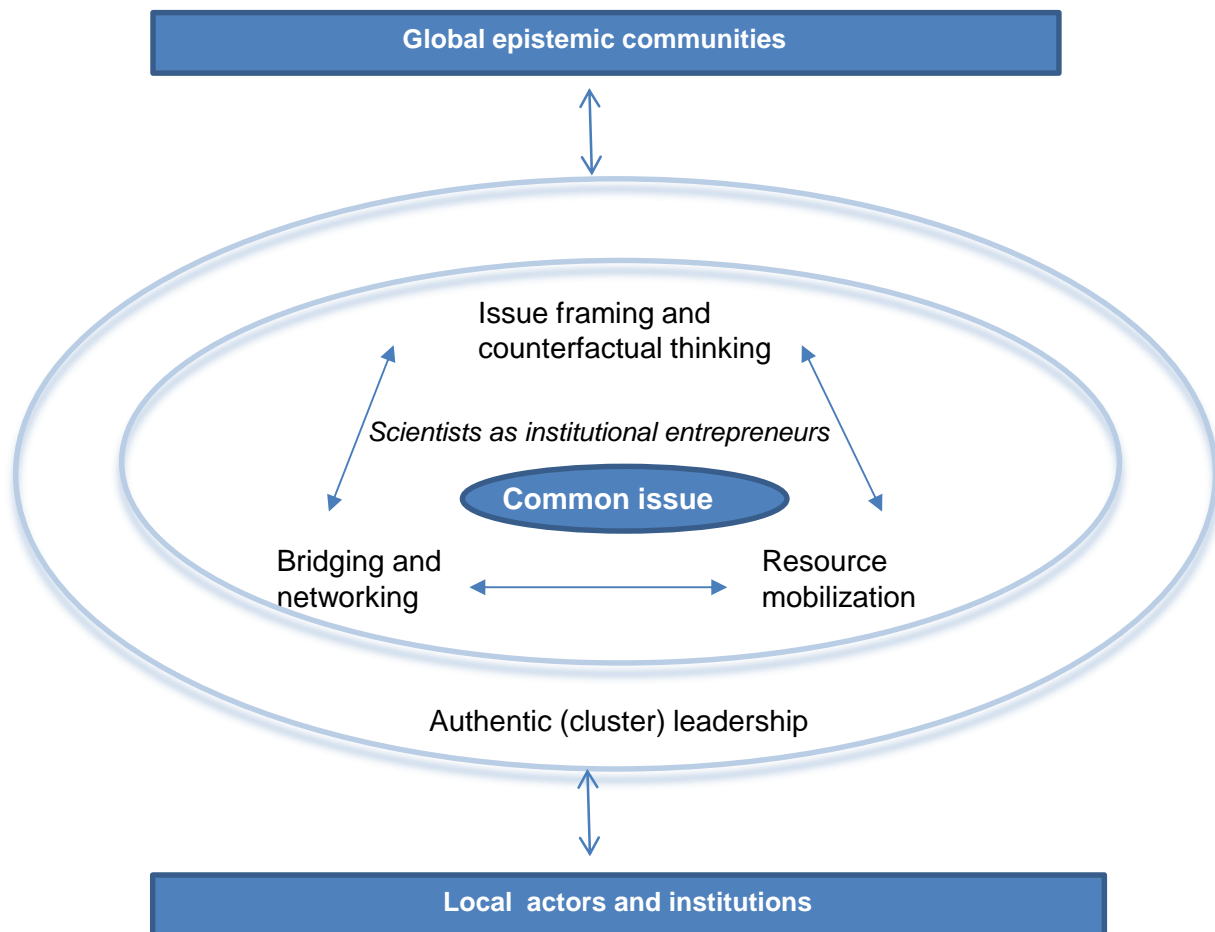 Global epistemic communities
Issue framing and
counterfactual thinking
Scientists as institutional entrepreneurs
Common issue
Bridging and
networking
Resource
mobilization
Authentic (cluster) leadership
Local  actors and institutions